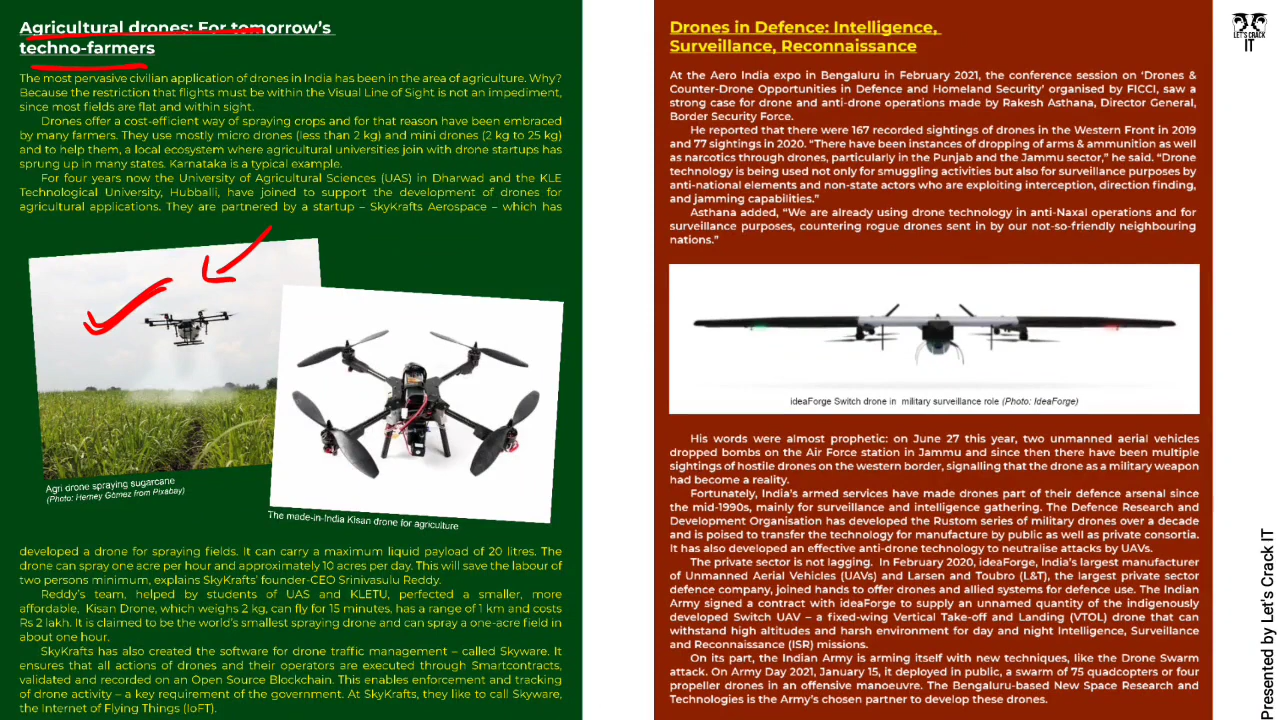 Agricultural drones: For tomorrow's
techno-farmers
The most pervasive civilian application of drones in India has been in the area of agriculture. Why?
Because the restriction that flights must be within the Visual Line of Sight is not an impediment,
since most fields are flat and within sight.
Drones offer a cost-efficient way of spraying crops and for that reason have been embraced
by many farmers. They use mostly micro drones (less than 2 kg) and mini drones (2 kg to 25 kg)
and to help them, a local ecosystem where agricultural universities join with drone startups has
sprung up in many states. Karnataka is a typical example.
For four years now the University of Agricultural Sciences (UAS) in Dharwad and the KLE
Technological University, Hubballi, have joined to support the development of drones for
agricultural applications. They are partnered by a startup – SkyKrafts Aerospace – which has
Agri drone spraying sugarcane
(Photo: Herney Gómez from Pixabay)
The made-in-India Kisan drone for agriculture
developed a drone for spraying fields. It can carry a maximum liquid payload of 20 litres. The
drone can spray one acre per hour and approximately 10 acres per day. This will save the labour of
two persons minimum, explains SkyKrafts' founder-CEO Srinivasulu Reddy.
Reddy's team, helped by students of UAS and KLETU, perfected a smaller, more
affordable, Kisan Drone, which weighs 2 kg, can fly for 15 minutes, has a range of 1 km and costs
Rs 2 lakh. It is claimed to be the world's smallest spraying drone and can spray a one-acre field in
about one hour.
SkyKrafts has also created the software for drone traffic management – called Skyware. It
ensures that all actions of drones and their operators are executed through Smartcontracts,
validated and recorded on an Open Source Blockchain. This enables enforcement and tracking
of drone activity – a key requirement of the government. At SkyKrafts, they like to call Skyware,
the Internet of Flying Things (IoFT).
Drones in Defence: Intelligence,
Surveillance, Reconnaissance
At the Aero India expo in Bengaluru in February 2021, the conference session on 'Drones &
Counter-Drone Opportunities in Defence and Homeland Security' organised by FICCI, saw a
strong case for drone and anti-drone operations made by Rakesh Asthana, Director General,
Border Security Force.
He reported that there were 167 recorded sightings of drones in the Western Front in 2019
and 77 sightings in 2020. "There have been instances of dropping of arms & ammunition as well
as narcotics through drones, particularly in the Punjab and the Jammu sector," he said. "Drone
technology is being used not only for smuggling activities but also for surveillance purposes by
anti-national elements and non-state actors who are exploiting interception, direction finding,
and jamming capabilities."
Asthana added, "We are already using drone technology in anti-Naxal operations and for
surveillance purposes, countering rogue drones sent in by our not-so-friendly neighbouring
nations."
ideaForge Switch drone in military surveillance role (Photo: IdeaForge)
His words were almost prophetic: on June 27 this year, two unmanned aerial vehicles
dropped bombs on the Air Force station in Jammu and since then there have been multiple
sightings of hostile drones on the western border, signalling that the drone as a military weapon
had become a reality.
Fortunately, India's armed services have made drones part of their defence arsenal since
the mid-1990s, mainly for surveillance and intelligence gathering. The Defence Research and
Development Organisation has developed the Rustom series of military drones over a decade
and is poised to transfer the technology for manufacture by public as well as private consortia.
It has also developed an effective anti-drone technology to neutralise attacks by UAVs.
The private sector is not lagging. In February 2020, ideaForge, India's largest manufacturer
of Unmanned Aerial Vehicles (UAVs) and Larsen and Toubro (L&T), the largest private sector
defence company, joined hands to offer drones and allied systems for defence use. The Indian
Army signed a contract with ideaForge to supply an unnamed quantity of the indigenously
developed Switch UAV – a fixed-wing Vertical Take-off and Landing (VTOL) drone that can
withstand high altitudes and harsh environment for day and night Intelligence, Surveillance
and Reconnaissance (ISR) missions.
On its part, the Indian Army is arming itself with new techniques, like the Drone Swarm
attack. On Army Day 2021, January 15, it deployed in public, a swarm of 75 quadcopters or four
propeller drones in an offensive manoeuvre. The Bengaluru-based New Space Research and
Technologies is the Army's chosen partner to develop these drones.
LET'S CRACK
IT
Presented by Let's Crack IT